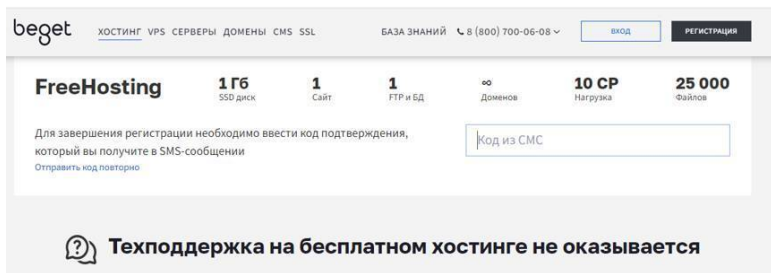 beget ХОСТИНГ VPS СЕРВЕРЫ ДОМЕНЫ CMS SSL БАЗА ЗНАНИЙ 8 (800) 700-06-08 ВХОД РЕГИСТРАЦИЯ
FreeHosting 1 Гб 1 1 ∞ 10 CP 25 000
SSD диск Сайт FTP и БД Доменов Нагрузка Файлов
Для завершения регистрации необходимо ввести код подтверждения,
который вы получите в SMS-сообщении
Код из СМС
Отправить код повторно
Техподдержка на бесплатном хостинге не оказывается